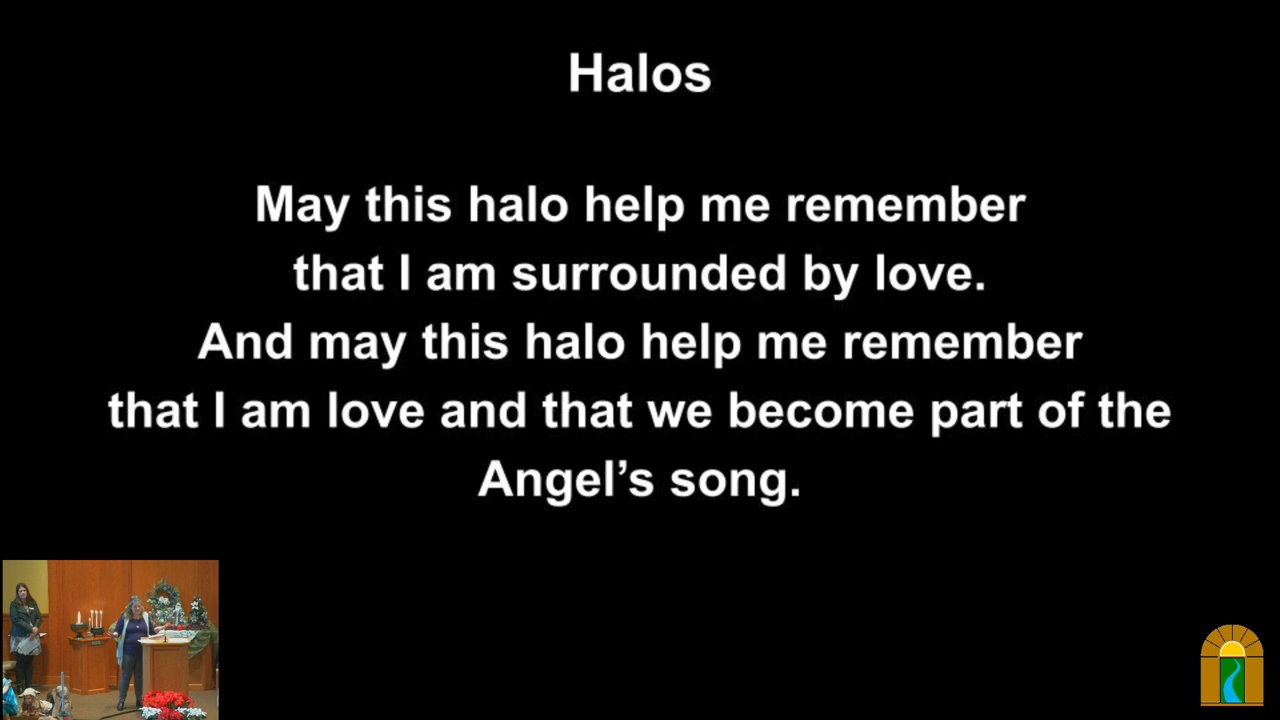 Halos
May this halo help me remember
that I am surrounded by love.
And may this halo help me remember
that I am love and that we become part of the
Angel’s song.